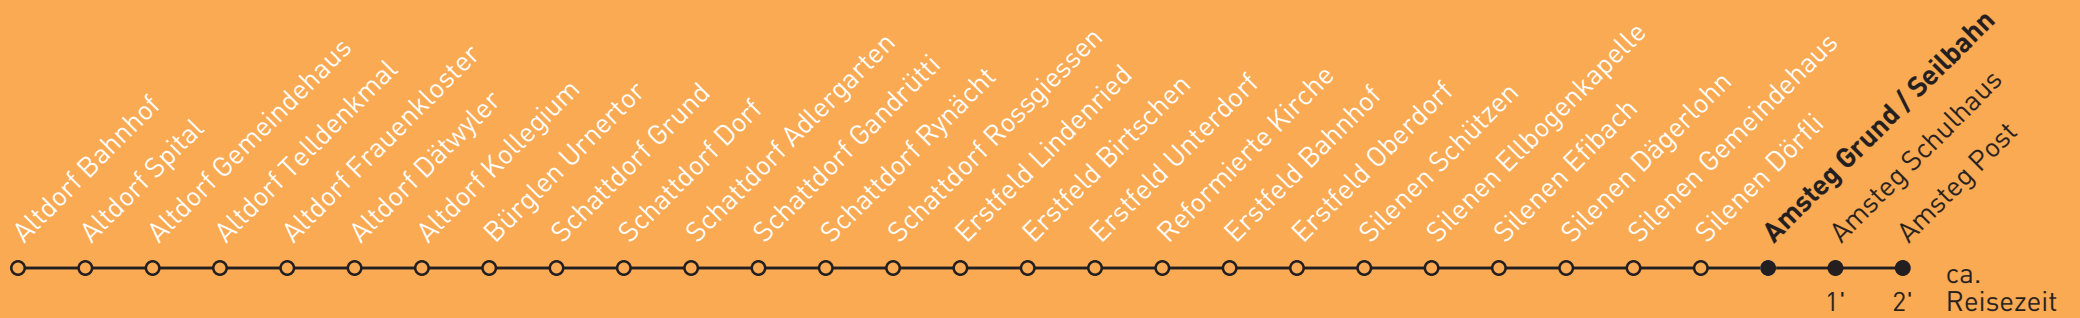 Altdorf Bahnhof
Altdorf Spital
Altdorf Gemeindehaus
Altdorf Telldenkmal
Altdorf Frauenkloster
Altdorf Dätwyler
Altdorf Kollegium
Bürglen Urnertor
Schattdorf Grund
Schattdorf Dorf
Schattdorf Adlergarten
Schattdorf Gandrütti
Schattdorf Rynächt
Schattdorf Rossgiessen
Erstfeld Lindenried
Erstfeld Birtschen
Erstfeld Unterdorf
Reformierte Kirche
Erstfeld Bahnhof
Erstfeld Oberdorf
Silenen Schützen
Silenen Ellbogenkapelle
Silenen Efibach
Silenen Dägerlohn
Silenen Gemeindehaus
Silenen Dörfli
Amsteg Grund / Seilbahn
Amsteg Schulhaus
Amsteg Post
ca.
1' 2' Reisezeit